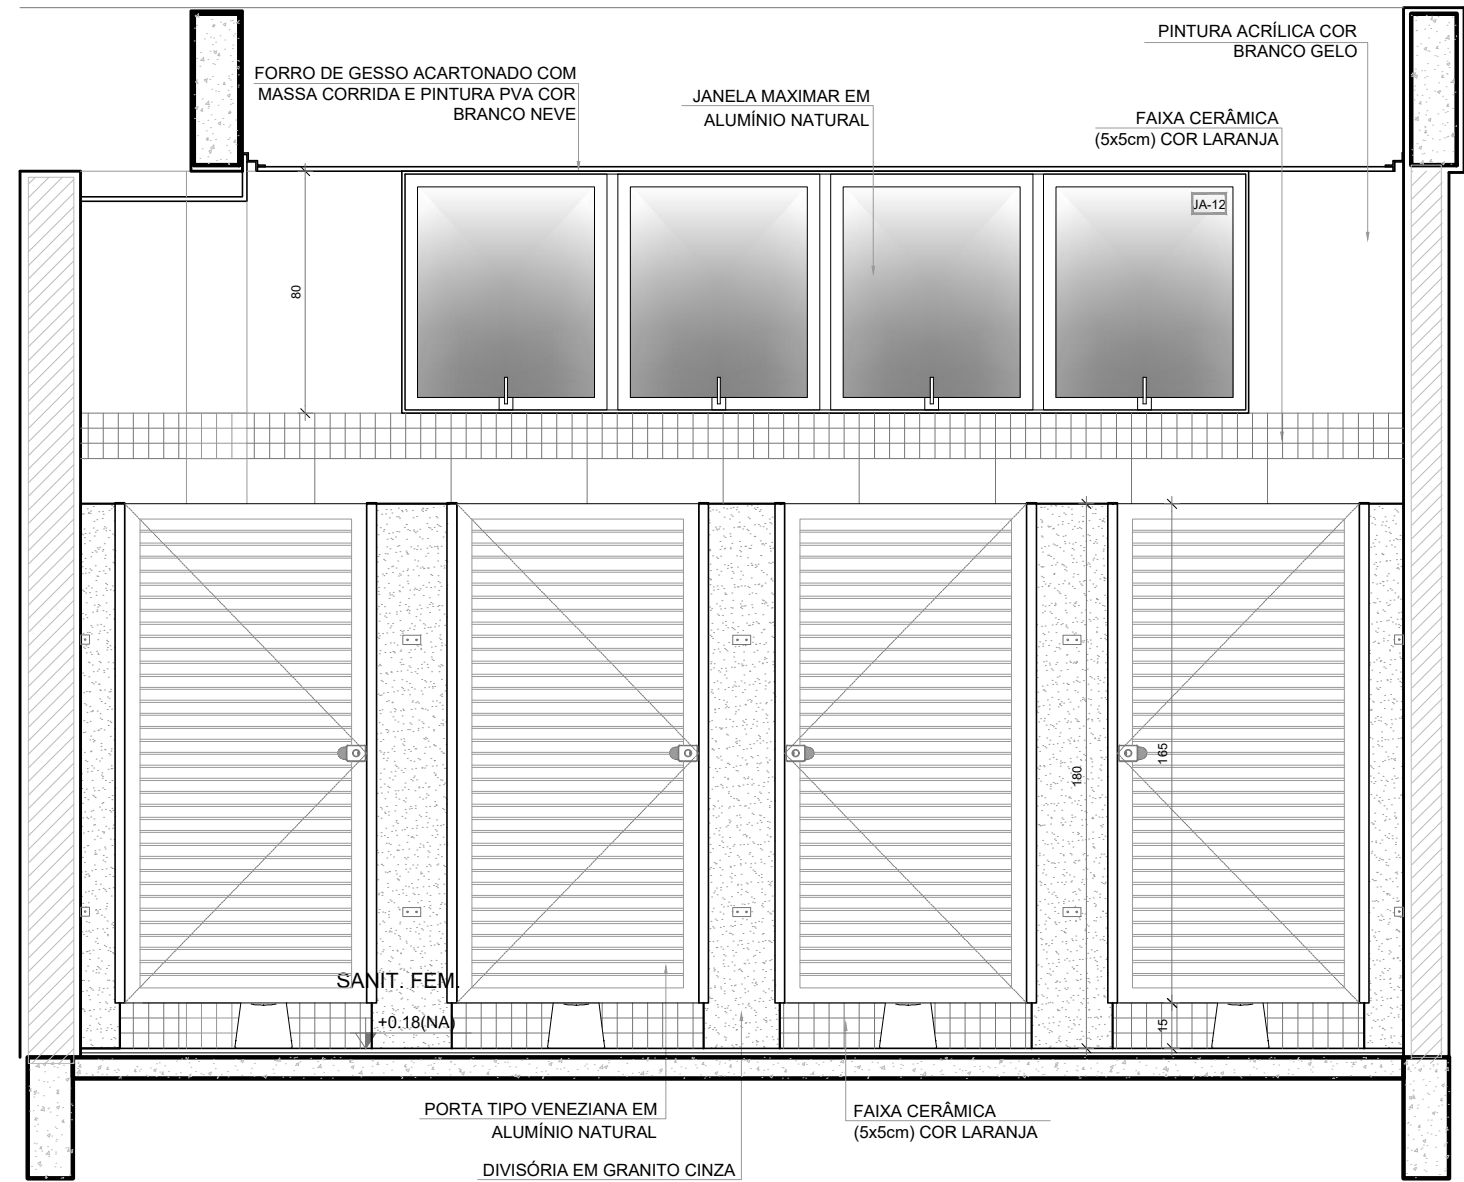 PINTURA ACRÍLICA COR
BRANCO GELO
FORRO DE GESSO ACARTONADO COM
MASSA CORRIDA E PINTURA PVA COR
BRANCO NEVE
JANELA MAXIMAR EM
ALUMÍNIO NATURAL
FAIXA CERÂMICA
(5x5cm) COR LARANJA
JA-12
80
165
180
SANIT. FEM.
+0.18(NA)
15
PORTA TIPO VENEZIANA EM
ALUMÍNIO NATURAL
FAIXA CERÂMICA
(5x5cm) COR LARANJA
DIVISÓRIA EM GRANITO CINZA